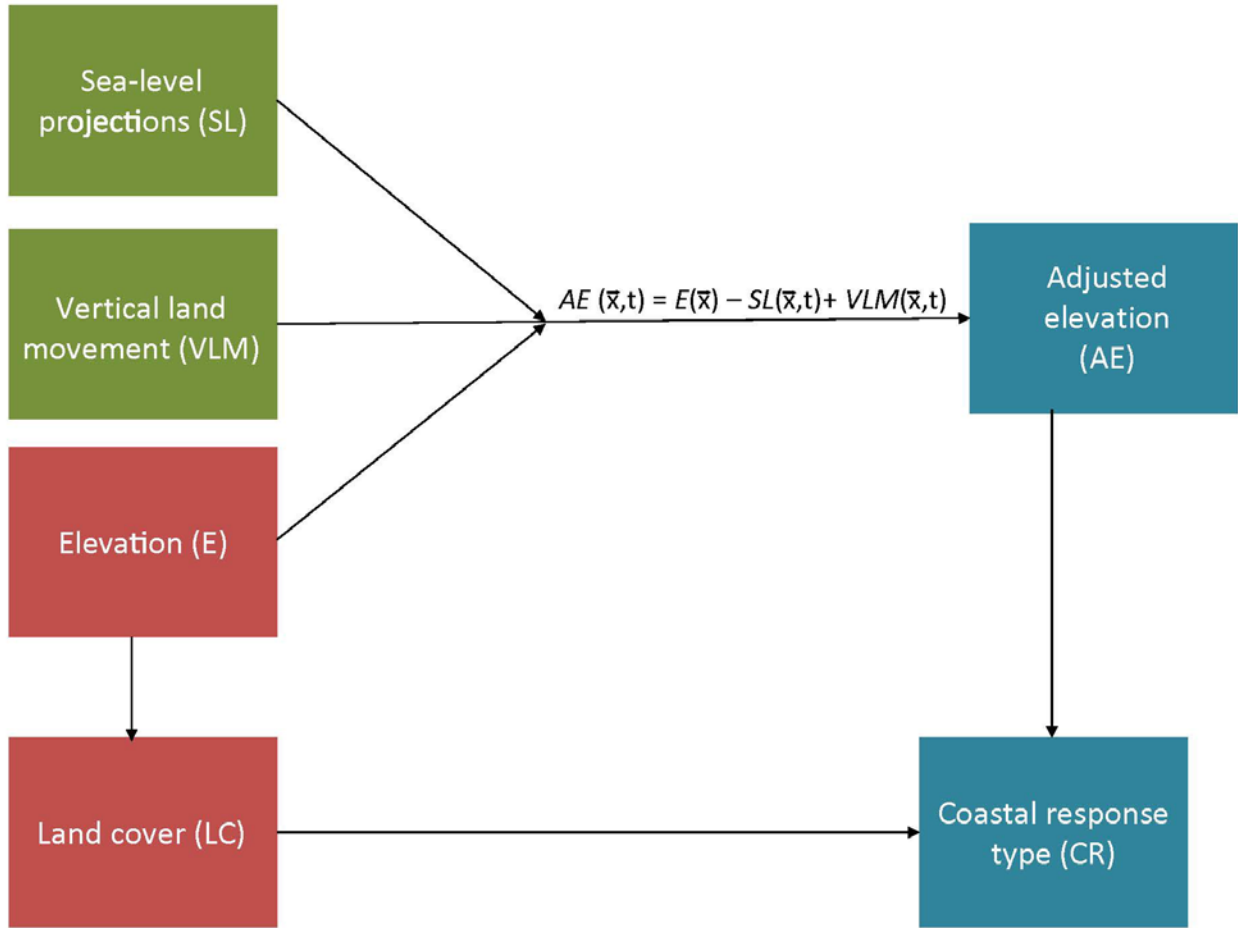 Sea-level
projections (SL)
Vertical land
movement (VLM)
AE (x̅,t) = E(x̅) – SL(x̅,t)+ VLM(x̅,t)
Adjusted
elevation
(AE)
Elevation (E)
Land cover (LC)
Coastal response
type (CR)